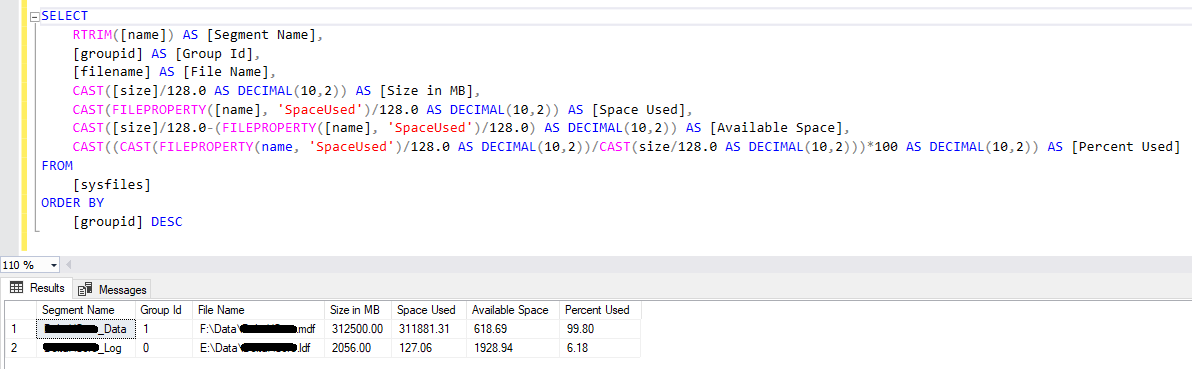 SELECT
RTRIM([name]) AS [Segment Name],
[groupid] AS [Group Id],
[filename] AS [File Name],
CAST([size]/128.0 AS DECIMAL(10,2)) AS [Size in MB],
CAST(FILEPROPERTY([name], 'SpaceUsed')/128.0 AS DECIMAL(10,2)) AS [Space Used],
CAST([size]/128.0-(FILEPROPERTY([name], 'SpaceUsed')/128.0) AS DECIMAL(10,2)) AS [Available Space],
CAST((CAST(FILEPROPERTY(name, 'SpaceUsed')/128.0 AS DECIMAL(10,2))/CAST(size/128.0 AS DECIMAL(10,2)))*100 AS DECIMAL(10,2)) AS [Percent Used]
FROM
[sysfiles]
ORDER BY
[groupid] DESC
110 %
Results Messages
Segment Name Group Id File Name Size in MB Space Used Available Space Percent Used
1 _Data 1 F:\Data\ .mdf 312500.00 311881.31 618.69 99.80
2 _Log 0 E:\Data\ .ldf 2056.00 127.06 1928.94 6.18